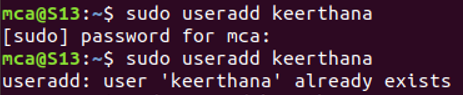 mca@S13:~$ sudo useradd keerthana
[sudo] password for mca:
mca@S13:~$ sudo useradd keerthana
useradd: user 'keerthana' already exists